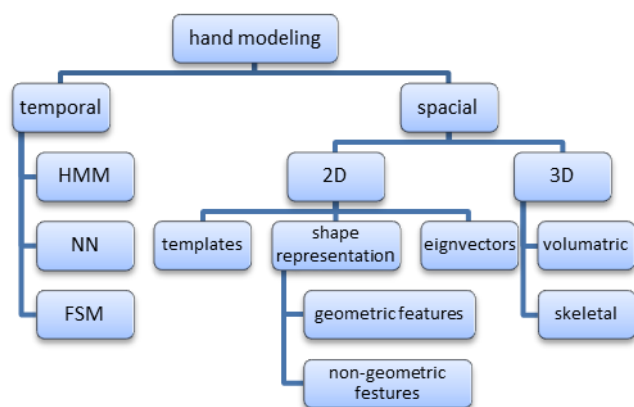 hand modeling
temporal
spacial
HMM
NN
FSM
2D
3D
templates
shape
representation
eignvectors
volumatric
skeletal
geometric features
non-geometric
festures